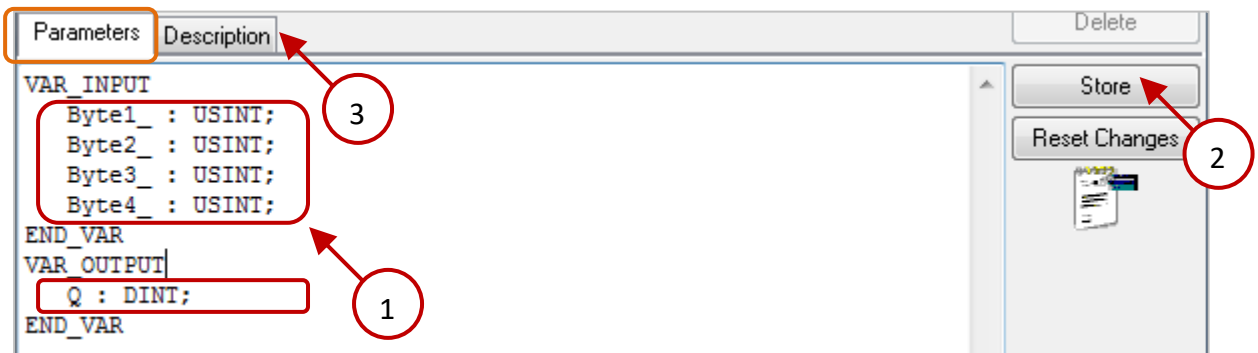 Parameters Description Delete
VAR_INPUT Store
Byte1_ : USINT; 3
Byte2_ : USINT; Reset Changes
Byte3_ : USINT; 2
Byte4_ : USINT;
END_VAR
VAR_OUTPUT
Q : DINT; 1
END_VAR